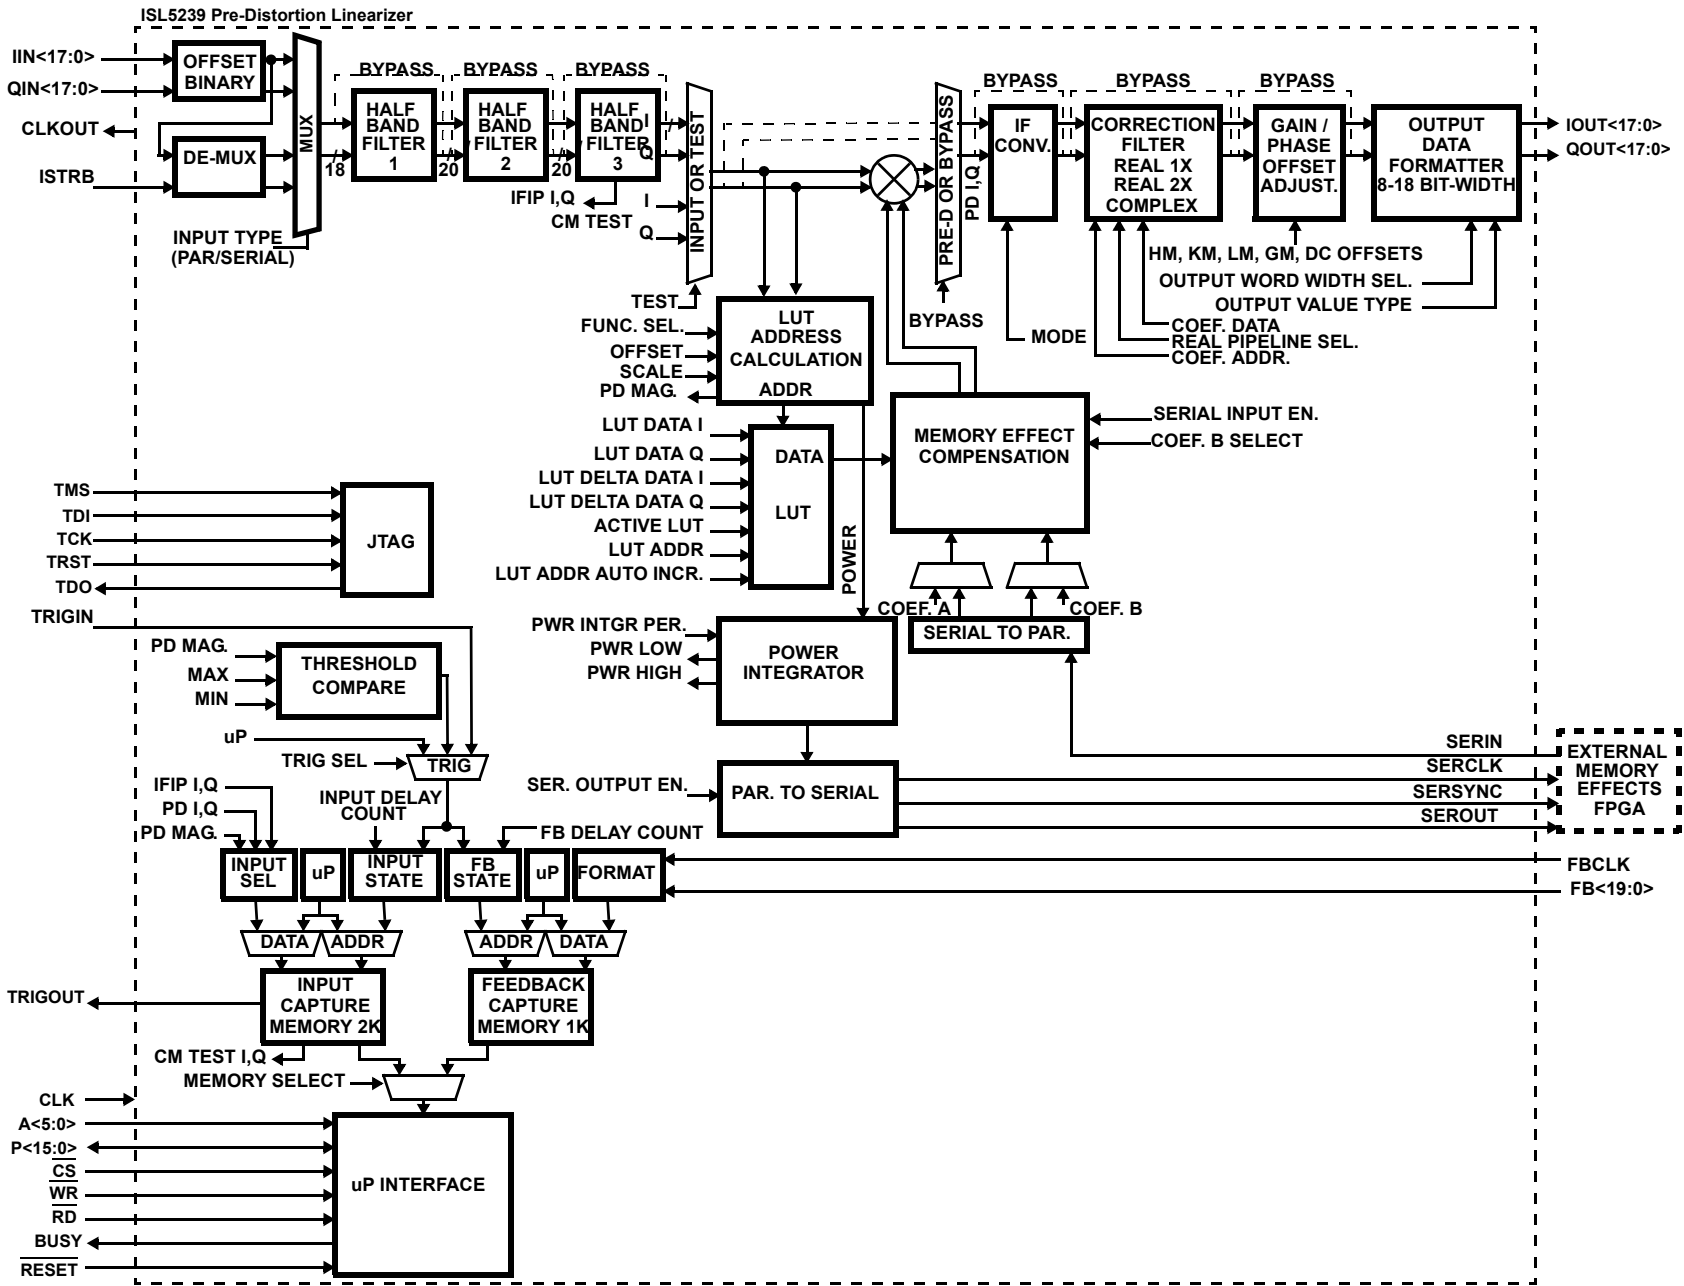 ISL5239 Pre-Distortion Linearizer
IIN<17:0>
QIN<17:0>
CLKOUT
ISTRB
OFFSET
BINARY
DE-MUX
MUX
INPUT TYPE
(PAR/SERIAL)
18
BYPASS
HALF
BAND
FILTER
1
20
BYPASS
HALF
BAND
FILTER
2
20
BYPASS
HALF
BAND
FILTER
3
I
Q
IFIP I,Q
CM TEST
I
Q
INPUT OR TEST
TEST
PRE-D OR BYPASS
BYPASS
PD I,Q
BYPASS
IF
CONV.
MODE
BYPASS
CORRECTION
FILTER
REAL 1X
REAL 2X
COMPLEX
BYPASS
GAIN /
PHASE
OFFSET
ADJUST.
OUTPUT
DATA
FORMATTER
8-18 BIT-WIDTH
IOUT<17:0>
QOUT<17:0>
HM, KM, LM, GM, DC OFFSETS
OUTPUT WORD WIDTH SEL.
OUTPUT VALUE TYPE
COEF. DATA
REAL PIPELINE SEL.
COEF. ADDR.
FUNC. SEL.
OFFSET
SCALE
PD MAG.
LUT
ADDRESS
CALCULATION
ADDR
LUT DATA I
LUT DATA Q
LUT DELTA DATA I
LUT DELTA DATA Q
ACTIVE LUT
LUT ADDR
LUT ADDR AUTO INCR.
DATA
LUT
POWER
MEMORY EFFECT
COMPENSATION
SERIAL INPUT EN.
COEF. B SELECT
COEF. A
COEF. B
SERIAL TO PAR.
TMS
TDI
TCK
TRST
TDO
JTAG
TRIGIN
PD MAG.
MAX
MIN
THRESHOLD
COMPARE
uP
TRIG SEL
TRIG
PWR INTGR PER.
PWR LOW
PWR HIGH
POWER
INTEGRATOR
SER. OUTPUT EN.
PAR. TO SERIAL
SERIN
SERCLK
SERSYNC
SEROUT
EXTERNAL
MEMORY
EFFECTS
FPGA
IFIP I,Q
PD I,Q
PD MAG.
INPUT DELAY
COUNT
FB DELAY COUNT
INPUT
SEL
uP
INPUT
STATE
FB
STATE
uP
FORMAT
FBCLK
FB<19:0>
DATA
ADDR
ADDR
DATA
TRIGOUT
INPUT
CAPTURE
MEMORY 2K
FEEDBACK
CAPTURE
MEMORY 1K
CM TEST I,Q
MEMORY SELECT
CLK
A<5:0>
P<15:0>
CS
WR
RD
BUSY
RESET
uP INTERFACE